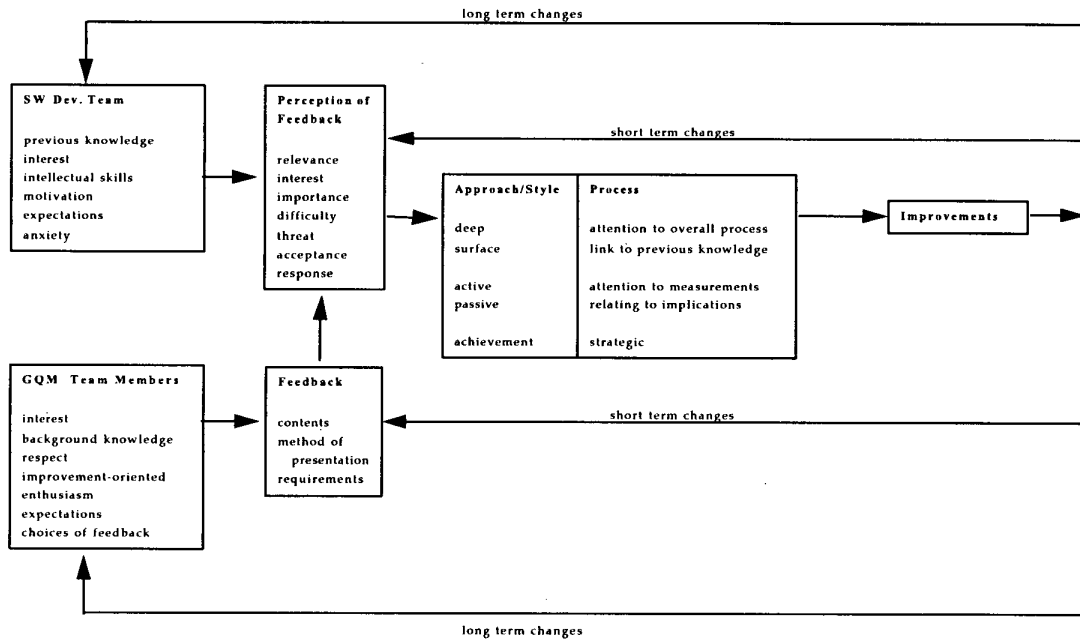 long term changes
SW Dev. Team
previous knowledge
interest
intellectual skills
motivation
expectations
anxiety
Perception of
Feedback
relevance
interest
importance
difficulty
threat
acceptance
response
short term changes
Approach/Style
deep
surface
active
passive
achievement
Process
attention to overall process
link to previous knowledge
attention to measurements
relating to implications
strategic
Improvements
GQM Team Members
interest
background knowledge
respect
improvement-oriented
enthusiasm
expectations
choices of feedback
Feedback
contents
method of
presentation
requirements
short term changes
long term changes